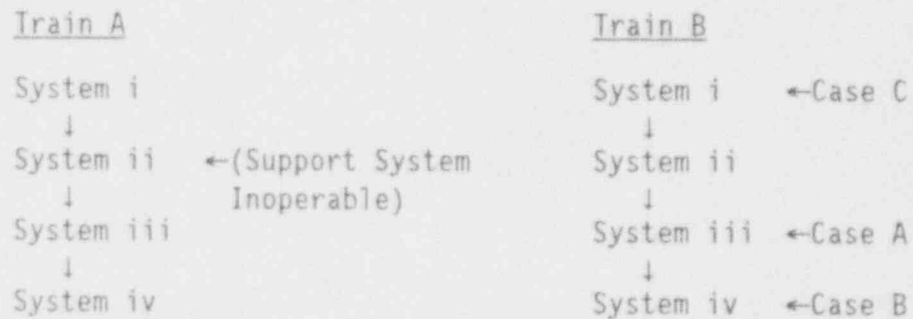 Train A Train B
System i System i ←Case C
↓ ↓
System ii ←(Support System System ii
↓ Inoperable) ↓
System iii System iii ←Case A
↓ ↓
System iv System iv ←Case B